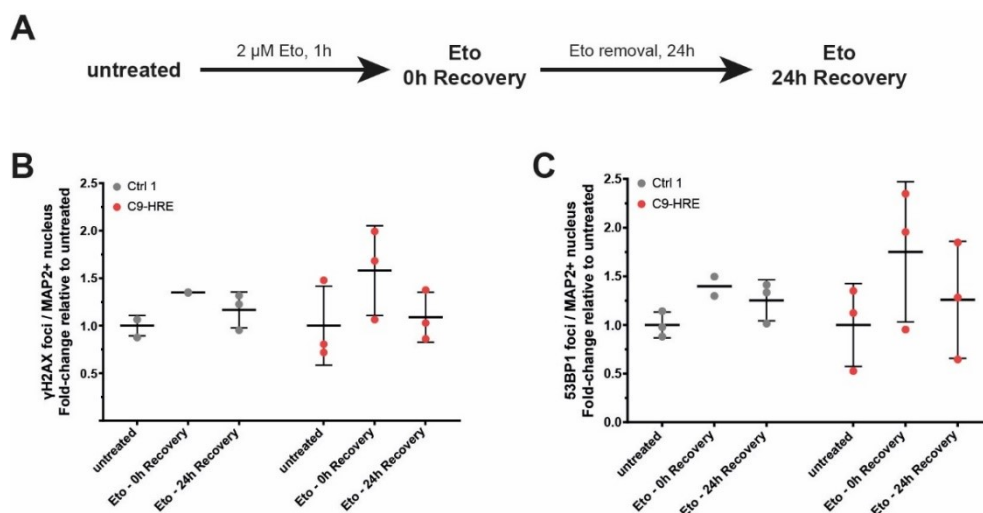 A
untreated
2 μM Eto, 1h
Eto
0h Recovery
Eto removal, 24h
Eto
24h Recovery
B
γH2AX foci / MAP2+ nucleus
Fold-change relative to untreated
2.5
2.0
1.5
1.0
0.5
Ctrl 1
C9-HRE
untreated
Eto - 0h Recovery
Eto - 24h Recovery
untreated
Eto - 0h Recovery
Eto - 24h Recovery
C
53BP1 foci / MAP2+ nucleus
Fold-change relative to untreated
2.5
2.0
1.5
1.0
0.5
0.0
Ctrl 1
C9-HRE
untreated
Eto - 0h Recovery
Eto - 24h Recovery
untreated
Eto - 0h Recovery
Eto - 24h Recovery